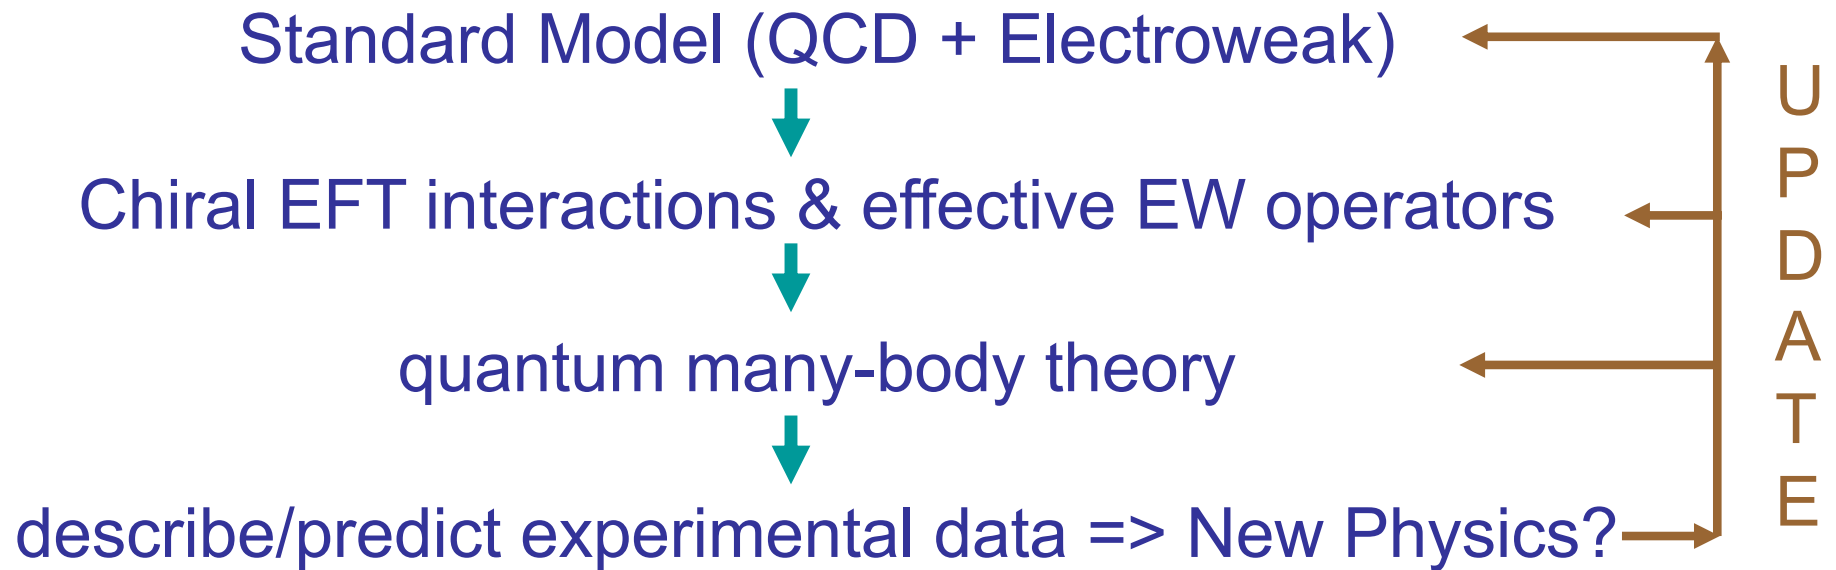 Standard Model (QCD + Electroweak)
Chiral EFT interactions & effective EW operators
quantum many-body theory
describe/predict experimental data => New Physics?
UPDATE